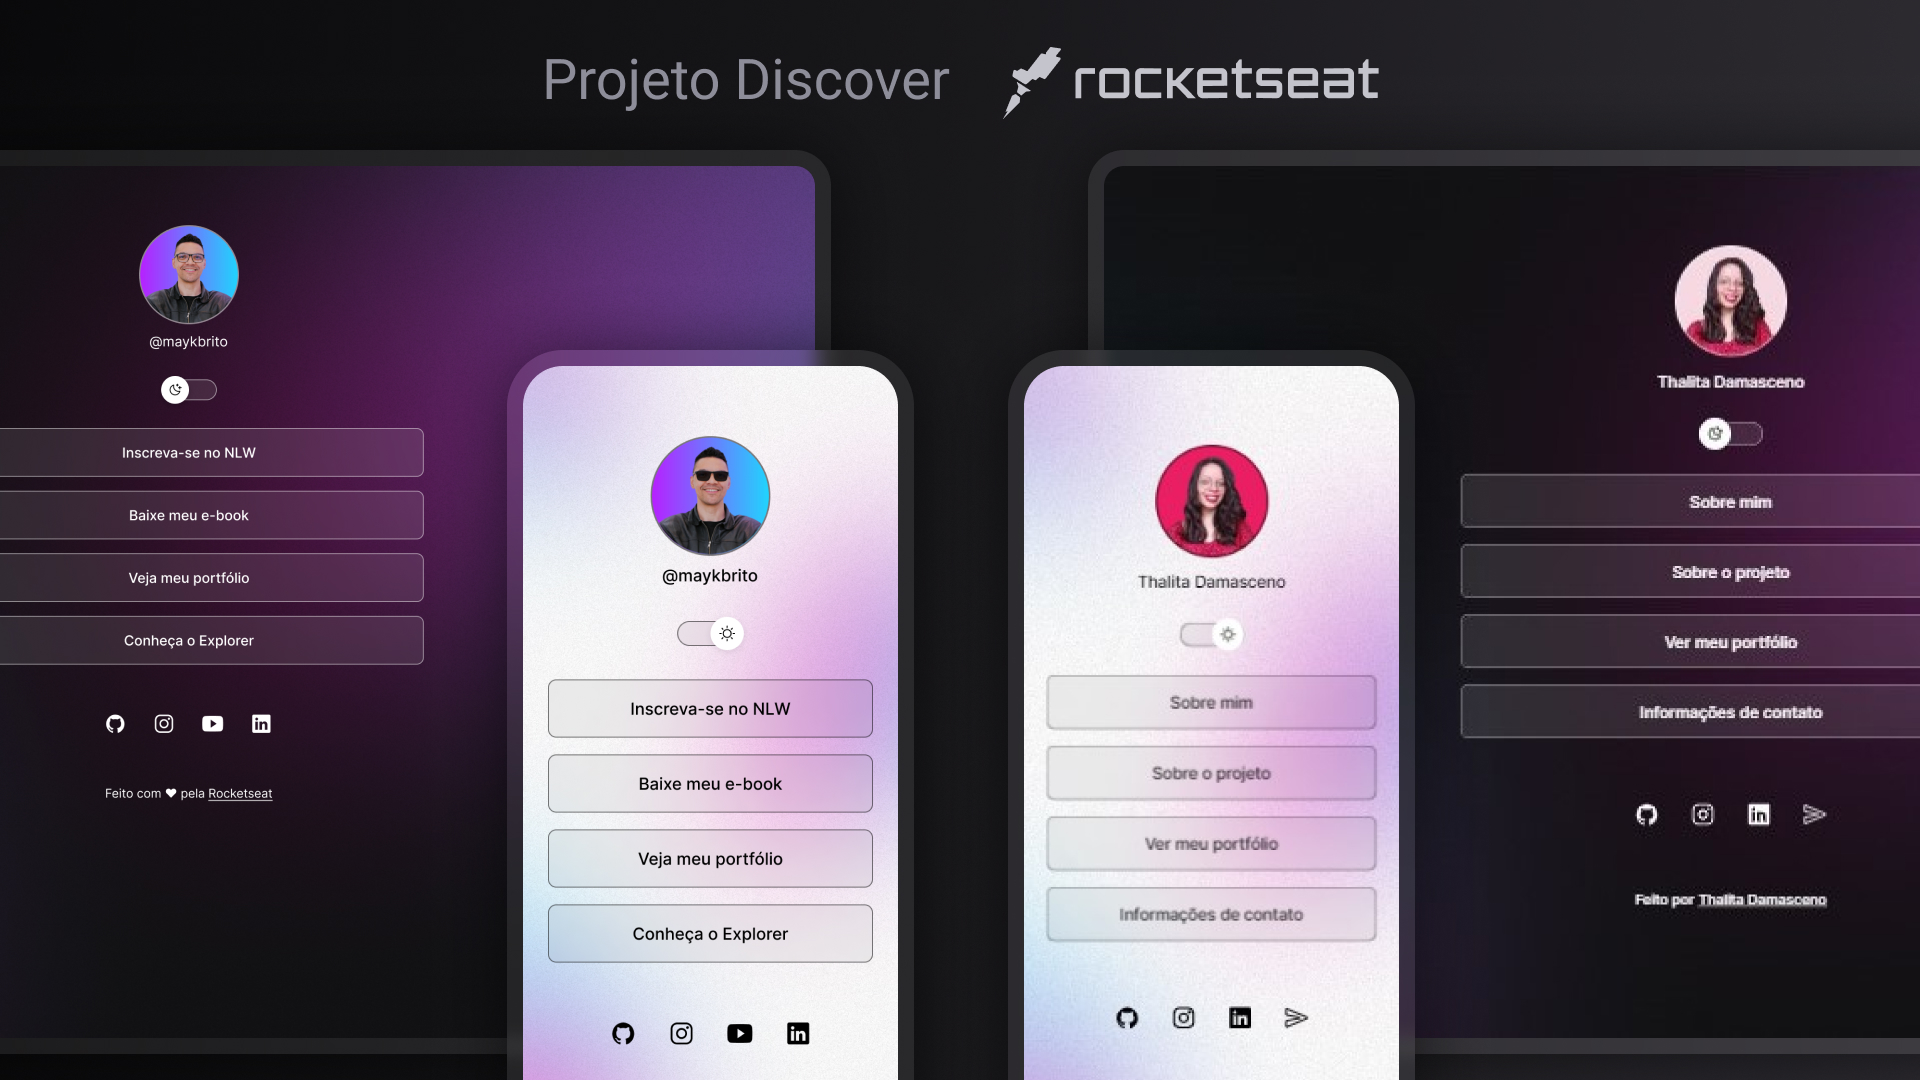 Projeto Discover
rocketseat
@maykbrito
Inscreva-se no NLW
Baixe meu e-book
Veja meu portfólio
Conheça o Explorer
Feito com ♥ pela Rocketseat
@maykbrito
Inscreva-se no NLW
Baixe meu e-book
Veja meu portfólio
Conheça o Explorer
Thalita Damasceno
Sobre mim
Sobre o projeto
Ver meu portfólio
Informações de contato
Thalita Damasceno
Sobre mim
Sobre o projeto
Ver meu portfólio
Informações de contato
Feito por Thalita Damasceno